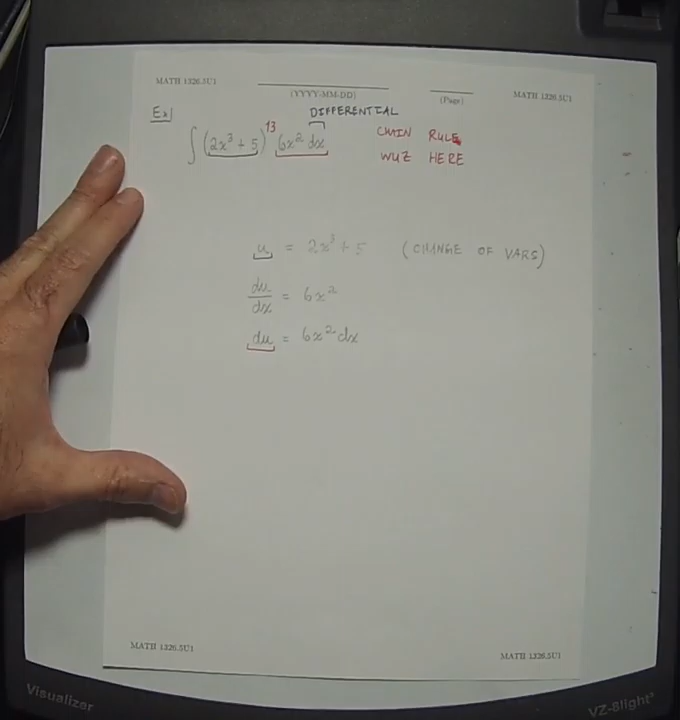 MATH 1326.5U1
(YYYY-MM-DD)
(Page)
MATH 1326.5U1
Ex1
DIFFERENTIAL
∫ (2x³ + 5)¹³ 6x² dx
CHAIN RULE
WUZ HERE
u = 2x³ + 5 (CHANGE OF VARS)
du/dx = 6x²
du = 6x² dx
MATH 1326.5U1
MATH 1326.5U1
Visualizer
VZ-8light³